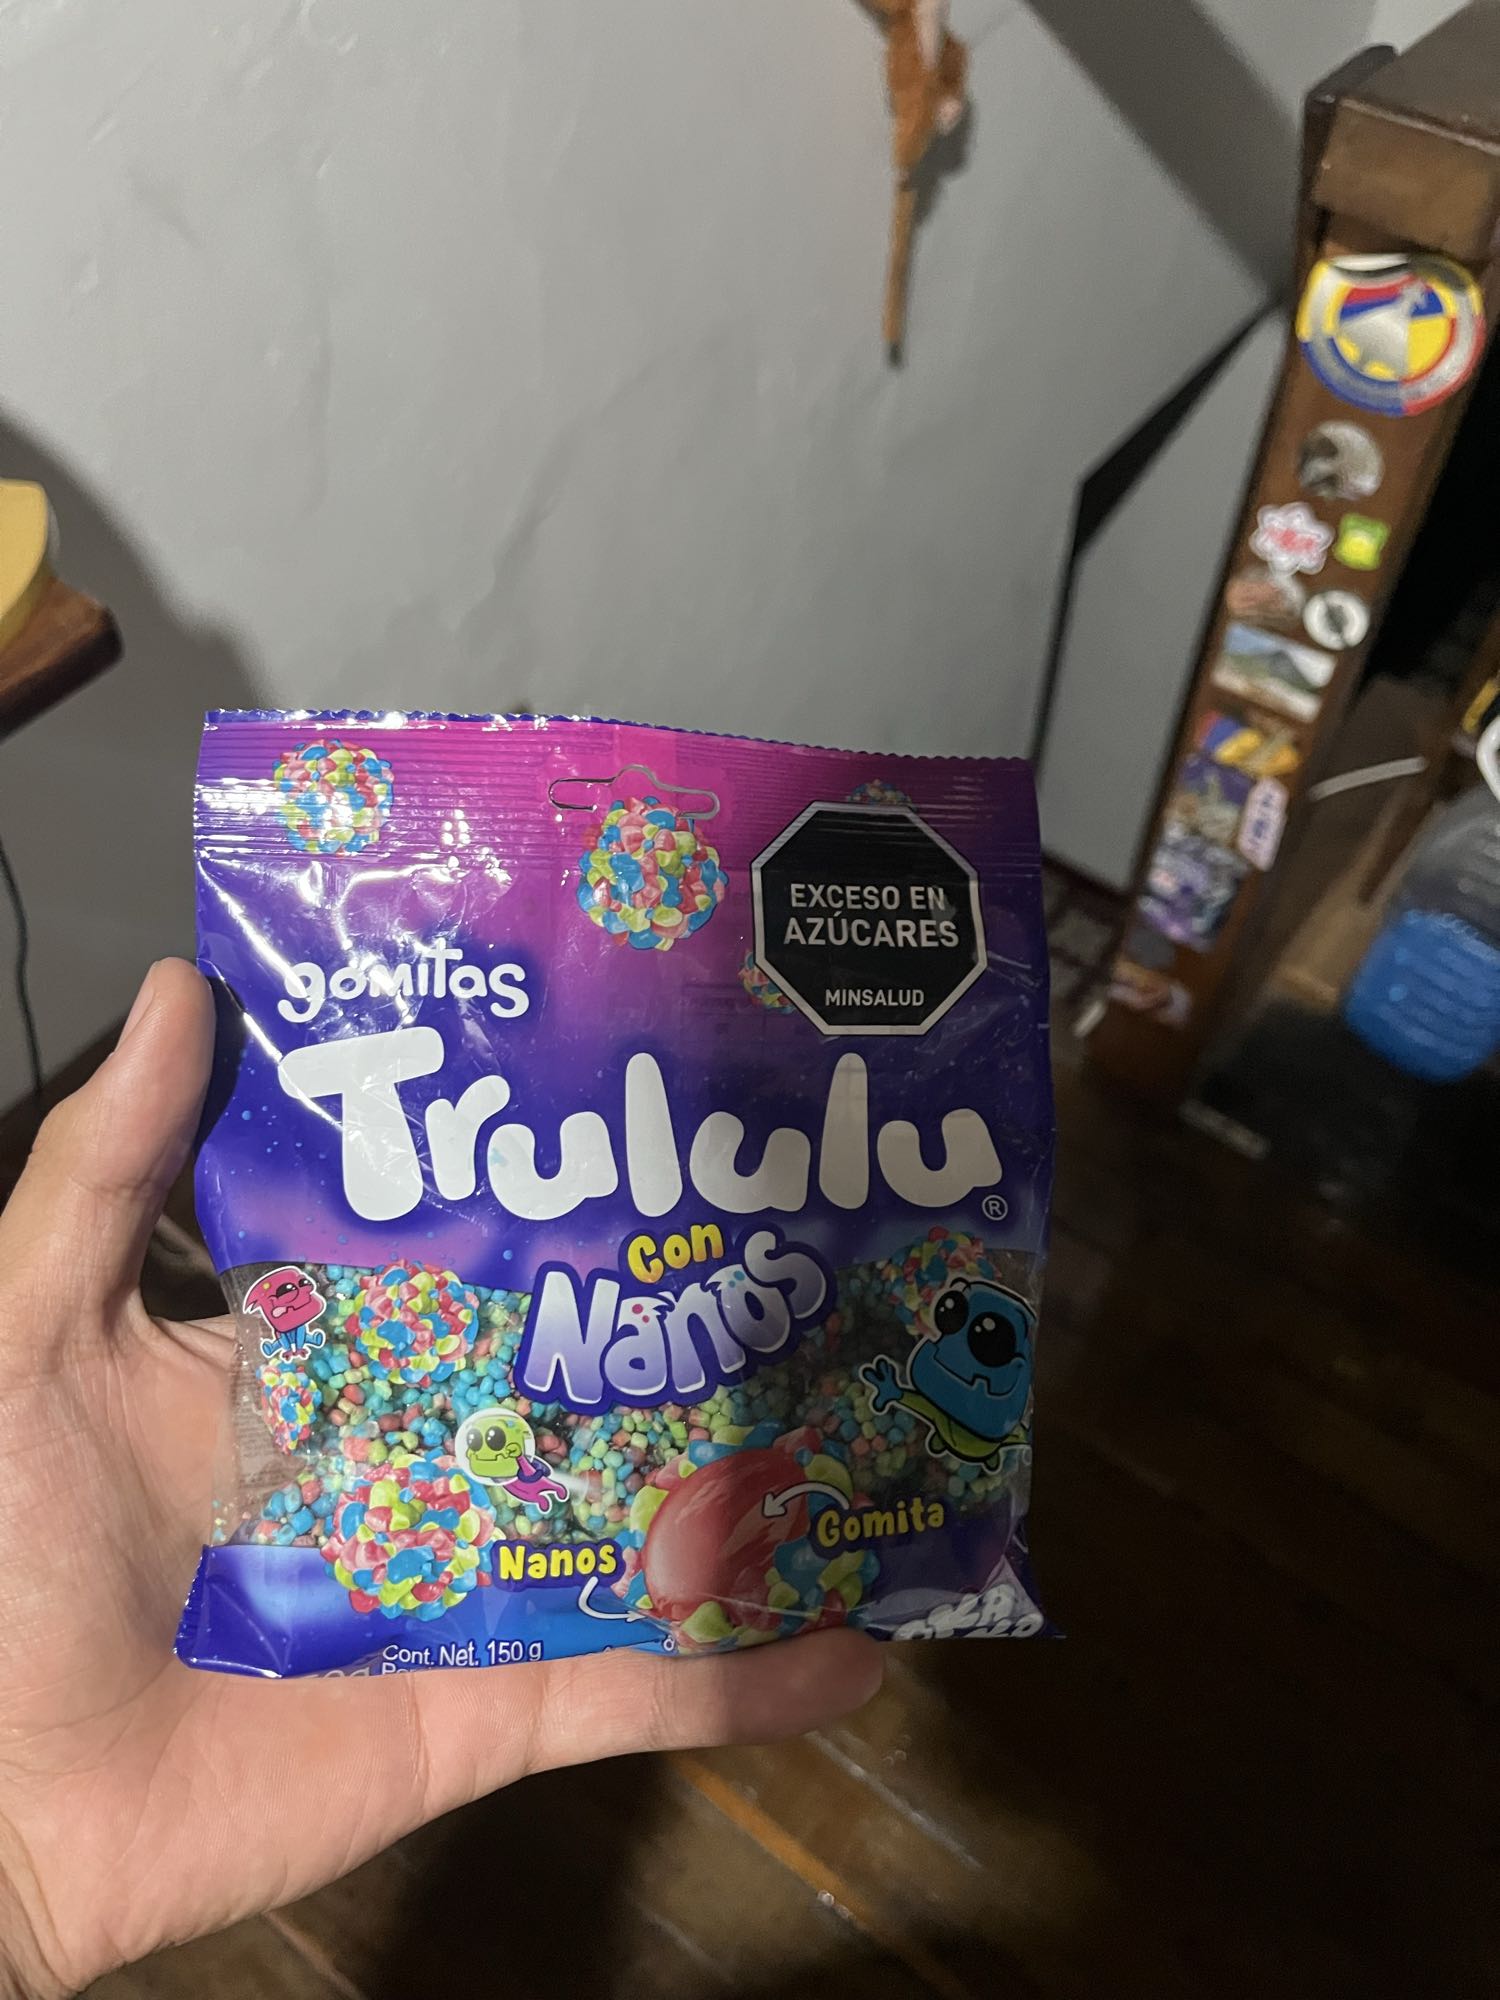 EXCESO EN
AZÚCARES
MINSALUD
gomitas
Trululu
®
con
Nanos
Gomita
Nanos
Cont. Net. 150 g